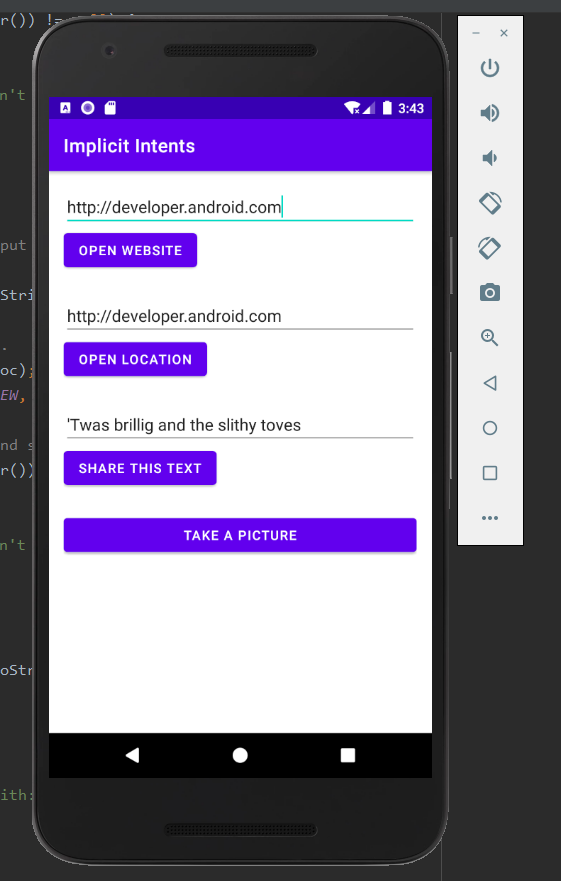 r()) !=
3:43
Implicit Intents
n't
http://developer.android.com
put
OPEN WEBSITE
Stri
http://developer.android.com
.
OPEN LOCATION
oc);
EW,
'Twas brillig and the slithy toves
nd s
SHARE THIS TEXT
r())
TAKE A PICTURE
n't
oStr
ith: